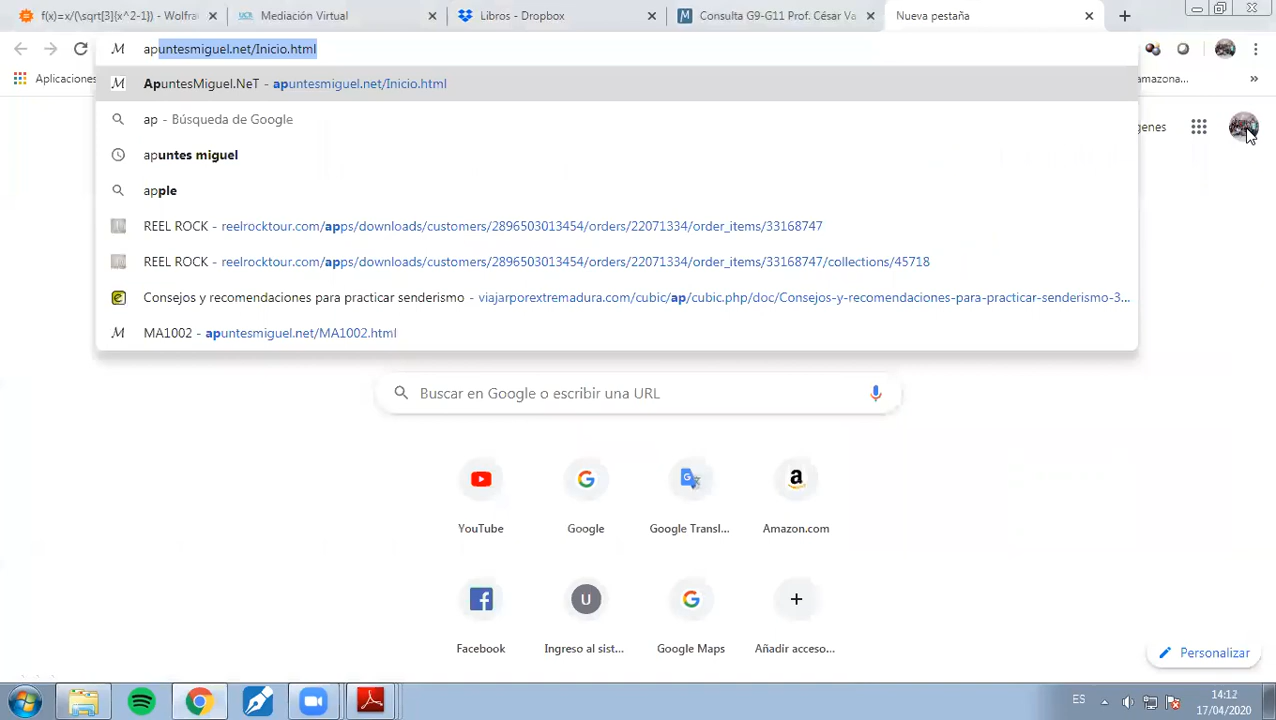 f(x)=x/(\sqrt[3](x^2-1)) - Wolfra
Mediación Virtual
Libros - Dropbox
Consulta G9-G11 Prof. César Va
Nueva pestaña
apuntesmiguel.net/Inicio.html
Aplicaciones
amazona...
»
ApuntesMiguel.NeT - apuntesmiguel.net/Inicio.html
ap - Búsqueda de Google
genes
apuntes miguel
apple
REEL ROCK - reelrocktour.com/apps/downloads/customers/2896503013454/orders/22071334/order_items/33168747
REEL ROCK - reelrocktour.com/apps/downloads/customers/2896503013454/orders/22071334/order_items/33168747/collections/45718
Consejos y recomendaciones para practicar senderismo - viajarporextremadura.com/cubic/ap/cubic.php/doc/Consejos-y-recomendaciones-para-practicar-senderismo-3...
MA1002 - apuntesmiguel.net/MA1002.html
Buscar en Google o escribir una URL
YouTube
Google
Google Transl...
Amazon.com
U
Facebook
Ingreso al sist...
Google Maps
Añadir acceso...
Personalizar
ES
14:12
17/04/2020